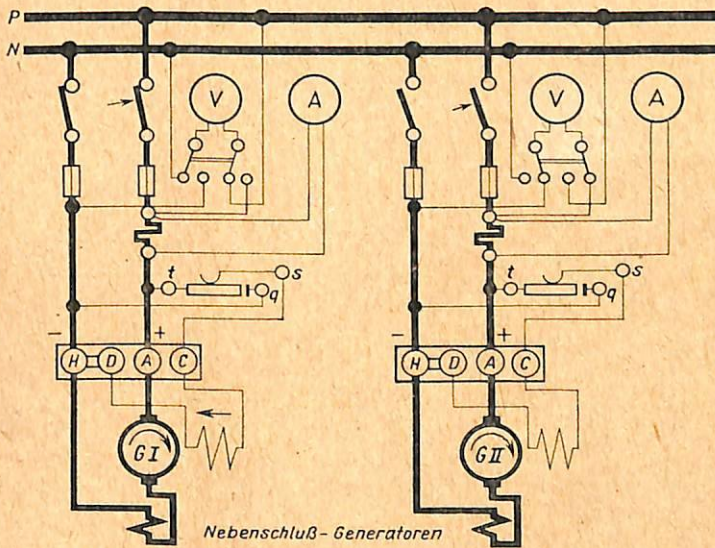 P
N
V A V A
t s t s
q q
- + - +
H D A C H D A C
G I G II
Nebenschluß-Generatoren